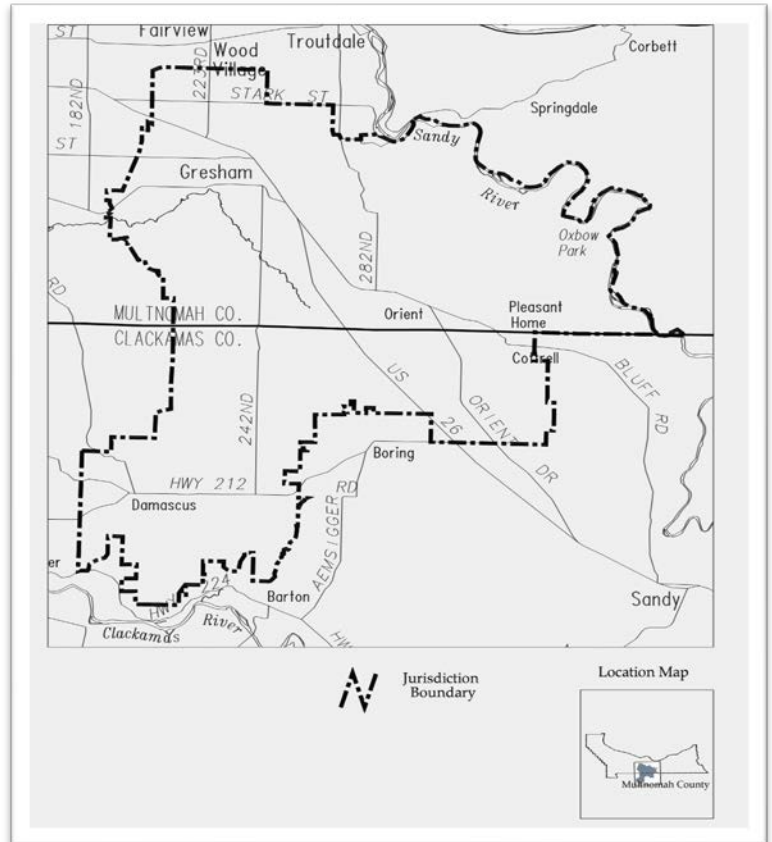 ST
Fairview
Troutdale
Corbett
223RD
Wood
Village
182ND
STARK ST
Springdale
Sandy
River
ST
Gresham
282ND
Oxbow
Park
RD
MULTNOMAH CO.
CLACKAMAS CO.
Orient
Pleasant
Home
Cottrell
BLUFF
RD
US
26
ORIENT
DR
242ND
Boring
HWY 212
RD
AEMSIGGER
Damascus
er
224
HWY
Barton
Sandy
Clackamas
River
HW
Jurisdiction
Boundary
Location Map
Multnomah County